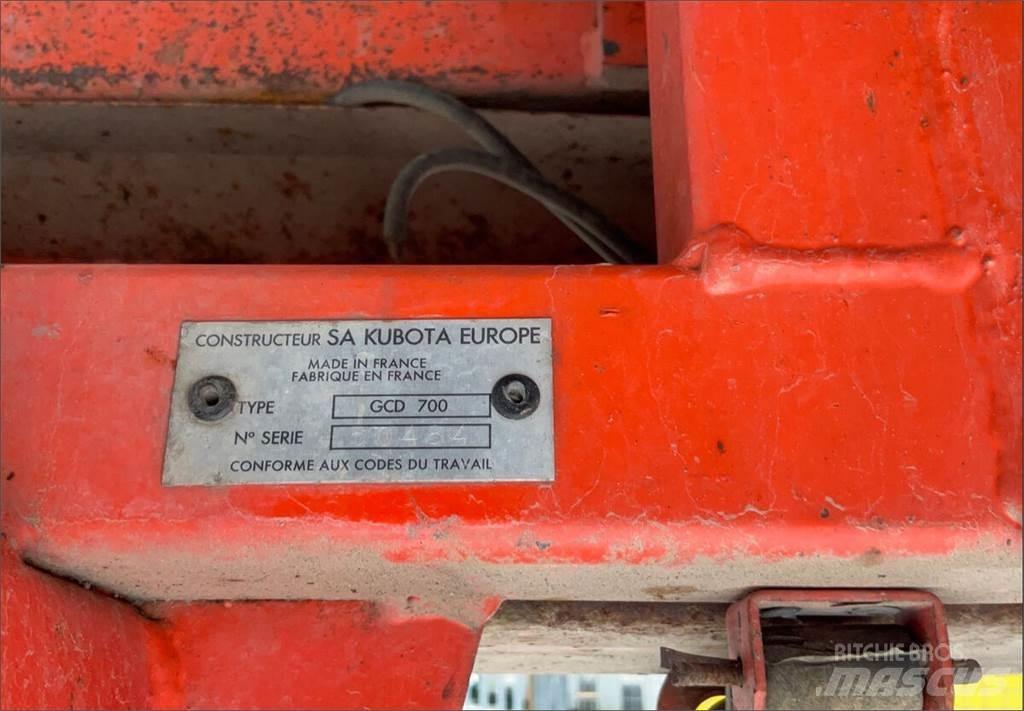 CONSTRUCTEUR SA KUBOTA EUROPE
MADE IN FRANCE
FABRIQUE EN FRANCE
TYPE GCD 700
Nº SERIE
CONFORME AUX CODES DU TRAVAIL
RITCHIE BROS.
MASCUS